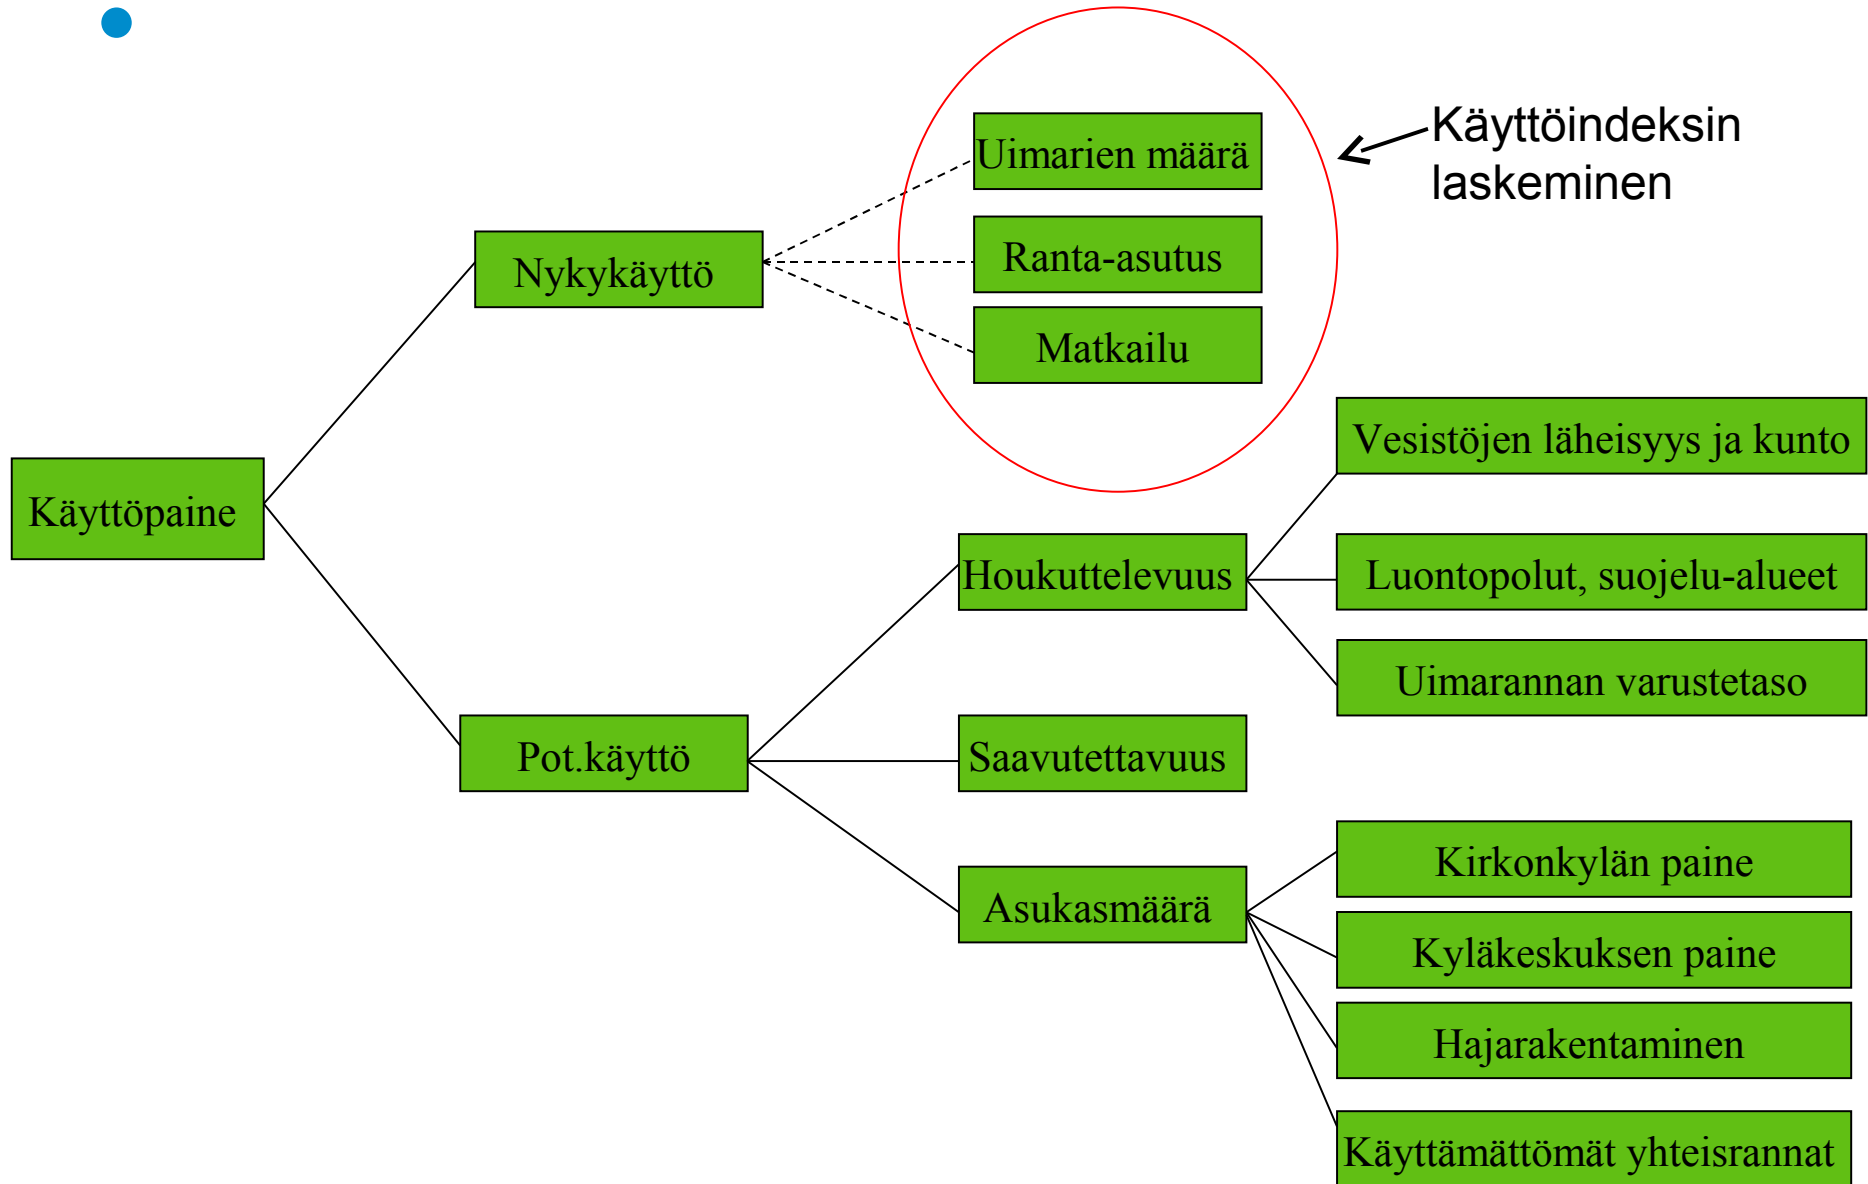 Käyttöindeksin
laskeminen
Uimarien määrä
Ranta-asutus
Matkailu
Nykykäyttö
Käyttöpaine
Pot.käyttö
Houkuttelevuus
Saavutettavuus
Asukasmäärä
Vesistöjen läheisyys ja kunto
Luontopolut, suojelu-alueet
Uimarannan varustetaso
Kirkonkylän paine
Kyläkeskuksen paine
Hajarakentaminen
Käyttämättömät yhteisrannat